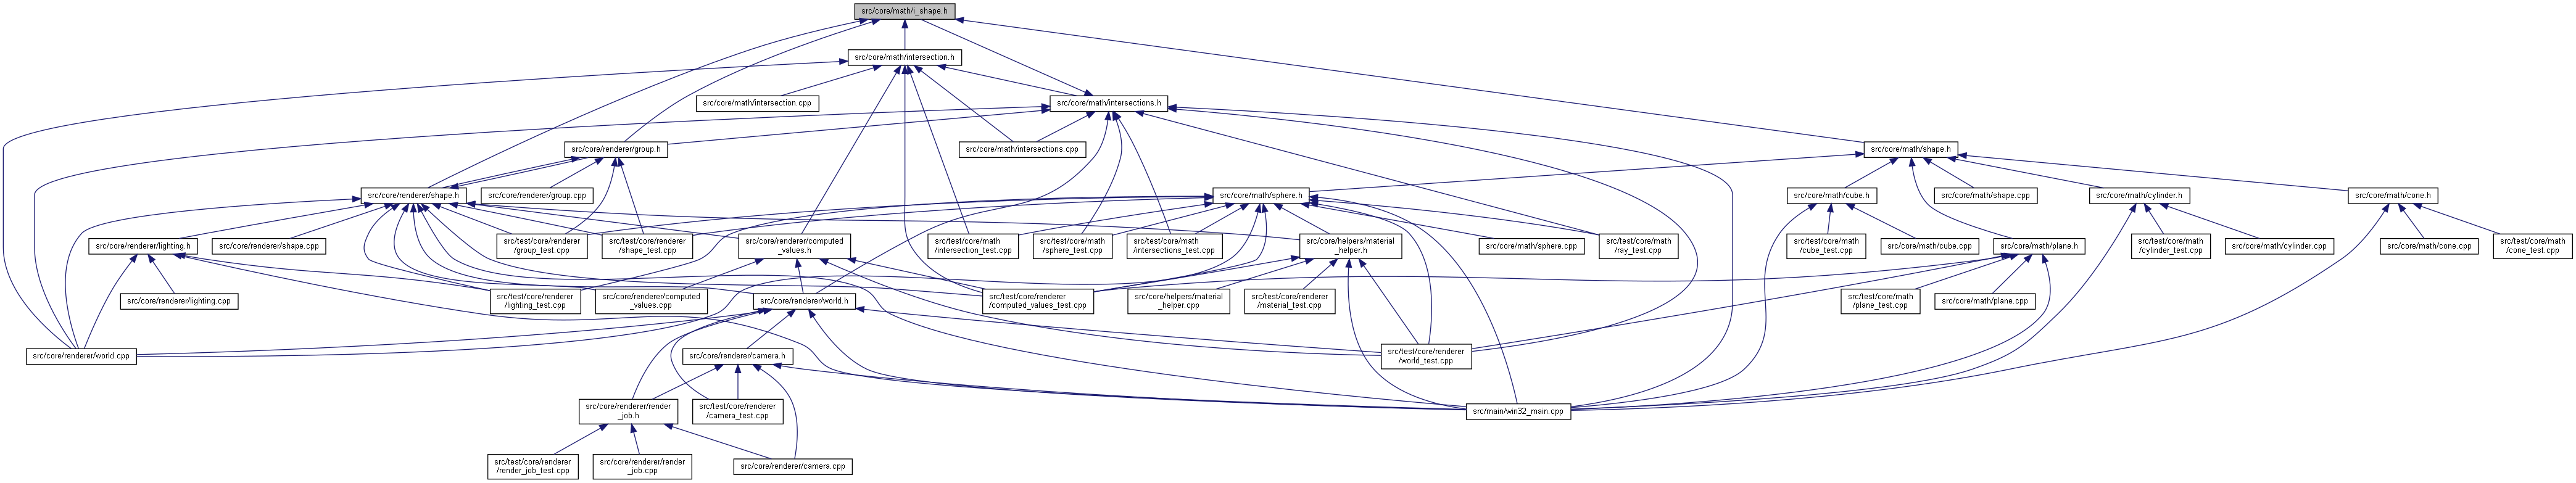 src/core/math/i_shape.h
src/core/math/intersection.h
src/core/math/intersection.cpp
src/core/math/intersections.h
src/core/renderer/group.h
src/core/math/intersections.cpp
src/core/math/shape.h
src/core/renderer/shape.h
src/core/renderer/group.cpp
src/core/math/sphere.h
src/core/math/cube.h
src/core/math/shape.cpp
src/core/math/cylinder.h
src/core/math/cone.h
src/core/renderer/lighting.h
src/core/renderer/shape.cpp
src/test/core/renderer
/group_test.cpp
src/test/core/renderer
/shape_test.cpp
src/core/renderer/computed
_values.h
src/test/core/math
/intersection_test.cpp
src/test/core/math
/sphere_test.cpp
src/test/core/math
/intersections_test.cpp
src/core/helpers/material
_helper.h
src/core/math/sphere.cpp
src/test/core/math
/ray_test.cpp
src/test/core/math
/cube_test.cpp
src/core/math/cube.cpp
src/core/math/plane.h
src/test/core/math
/cylinder_test.cpp
src/core/math/cylinder.cpp
src/core/math/cone.cpp
src/test/core/math
/cone_test.cpp
src/core/renderer/lighting.cpp
src/test/core/renderer
/lighting_test.cpp
src/core/renderer/computed
_values.cpp
src/core/renderer/world.h
src/test/core/renderer
/computed_values_test.cpp
src/core/helpers/material
_helper.cpp
src/test/core/renderer
/material_test.cpp
src/test/core/math
/plane_test.cpp
src/core/math/plane.cpp
src/core/renderer/world.cpp
src/core/renderer/camera.h
src/test/core/renderer
/world_test.cpp
src/core/renderer/render
_job.h
src/test/core/renderer
/camera_test.cpp
src/main/win32_main.cpp
src/test/core/renderer
/render_job_test.cpp
src/core/renderer/render
_job.cpp
src/core/renderer/camera.cpp